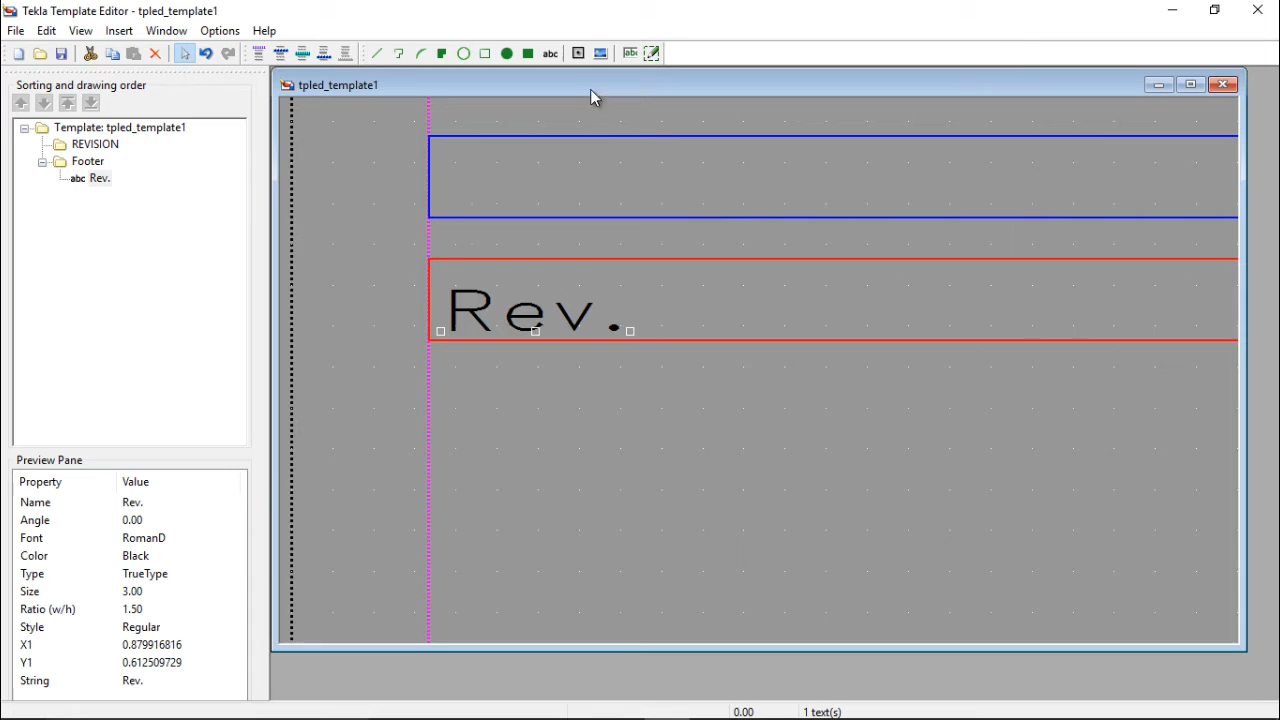 Tekla Template Editor - tpled_template1
File Edit View Insert Window Options Help
abc abc
Sorting and drawing order
tpled_template1
Template: tpled_template1
REVISION
Footer
abc Rev.
Rev.
Preview Pane
Property Value
Name Rev.
Angle 0.00
Font RomanD
Color Black
Type TrueType
Size 3.00
Ratio (w/h) 1.50
Style Regular
X1 0.879916816
Y1 0.612509729
String Rev.
0.00 1 text(s)